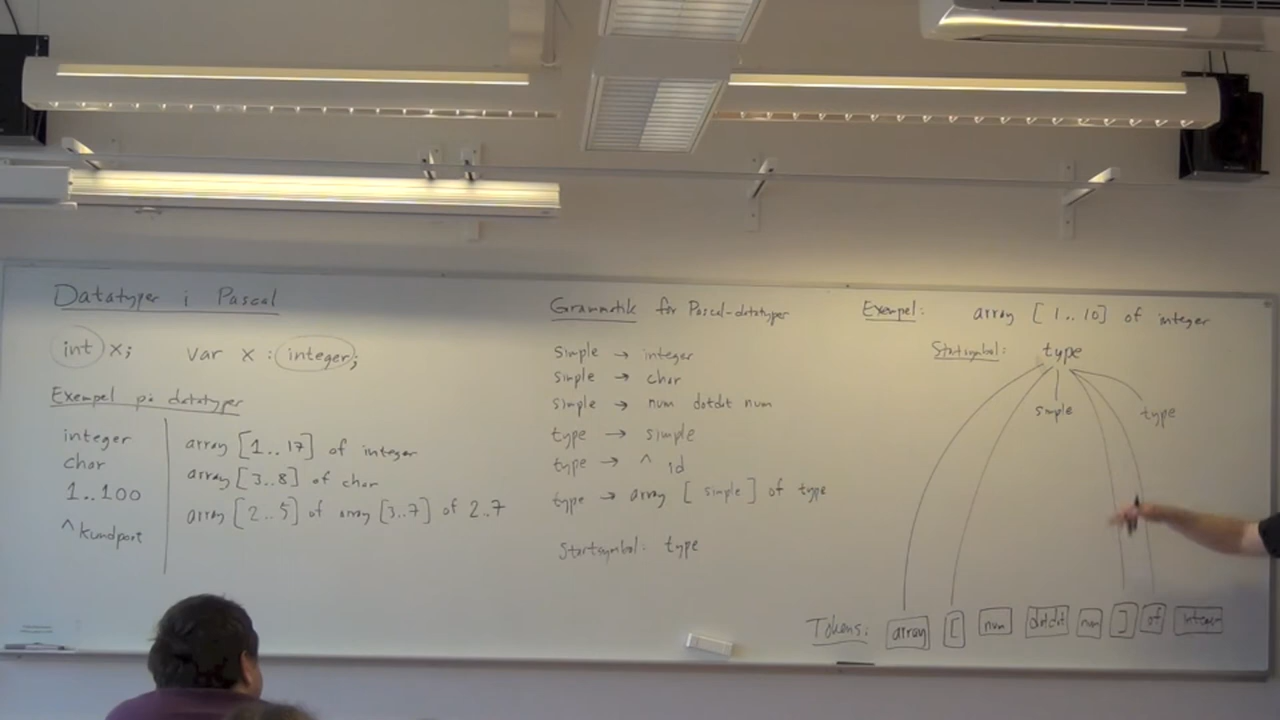 Datatyper i Pascal
int x; var x : integer;
Exempel på datatyper
integer
char
1..100
^kundpost
array [1..17] of integer
array [3..8] of char
array [2..5] of array [3..7] of 2..7
Grammatik for Pascal-datatyper
simple → integer
simple → char
simple → num dotdot num
type → simple
type → ^ id
type → array [ simple ] of type
Startsymbol: type
Exempel: array [1..10] of integer
Startsymbol: type
simple type
Tokens: array [ num dotdot num ] of integer